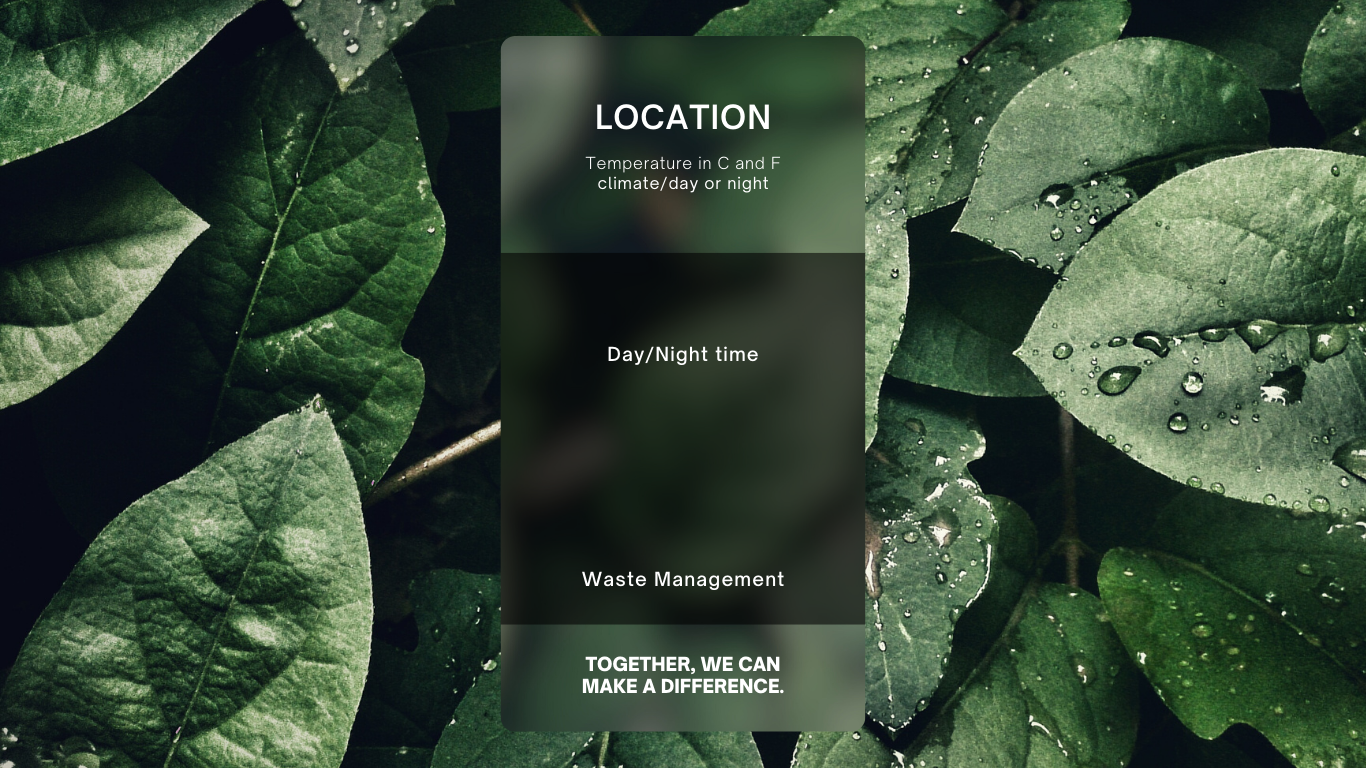 LOCATION
Temperature in C and F
climate/day or night
Day/Night time
Waste Management
TOGETHER, WE CAN
MAKE A DIFFERENCE.